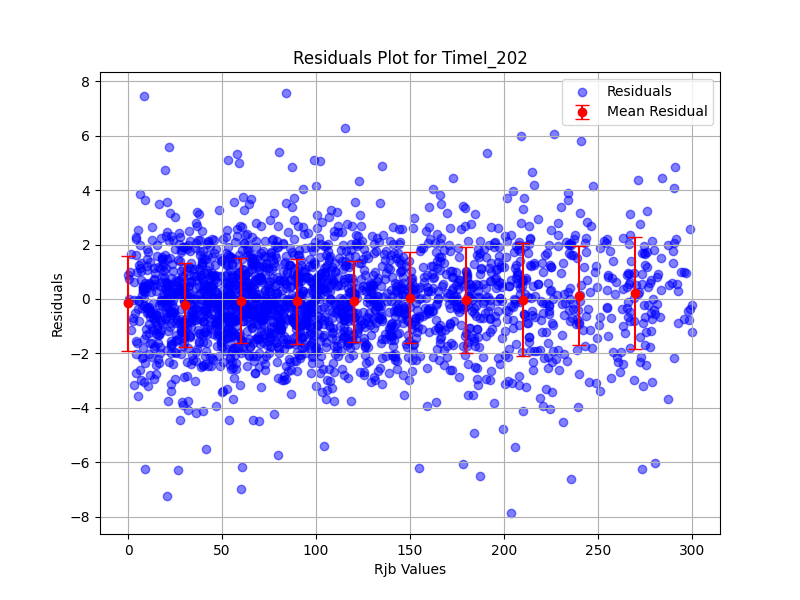 Residuals Plot for TimeI_202
Residuals
Mean Residual
8
6
4
2
0
−2
−4
−6
−8
Residuals
0 50 100 150 200 250 300
Rjb Values